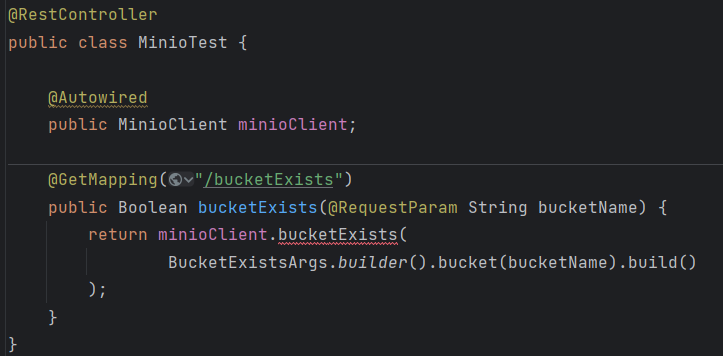 @RestController
public class MinioTest {
@Autowired
public MinioClient minioClient;
@GetMapping("/bucketExists")
public Boolean bucketExists(@RequestParam String bucketName) {
return minioClient.bucketExists(
BucketExistsArgs.builder().bucket(bucketName).build()
);
}
}